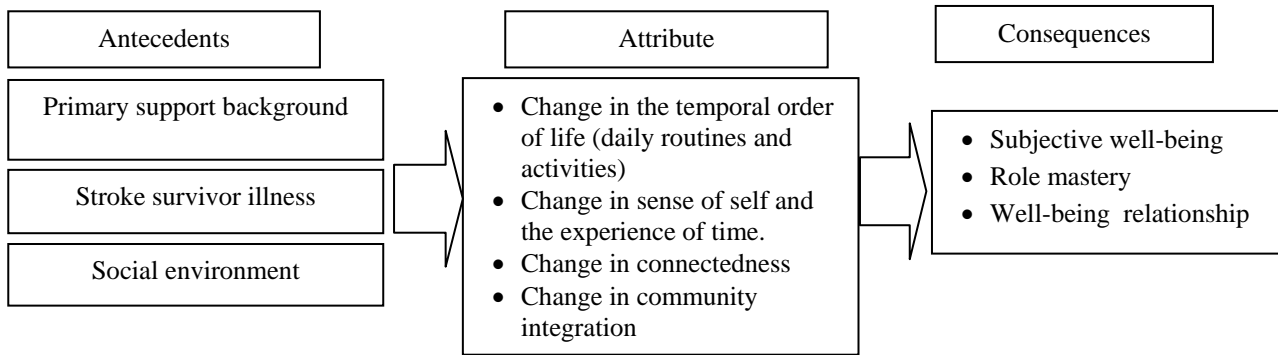 Antecedents
Primary support background
Stroke survivor illness
Social environment
Attribute
• Change in the temporal order
of life (daily routines and
activities)
• Change in sense of self and
the experience of time.
• Change in connectedness
• Change in community
integration
Consequences
• Subjective well-being
• Role mastery
• Well-being relationship